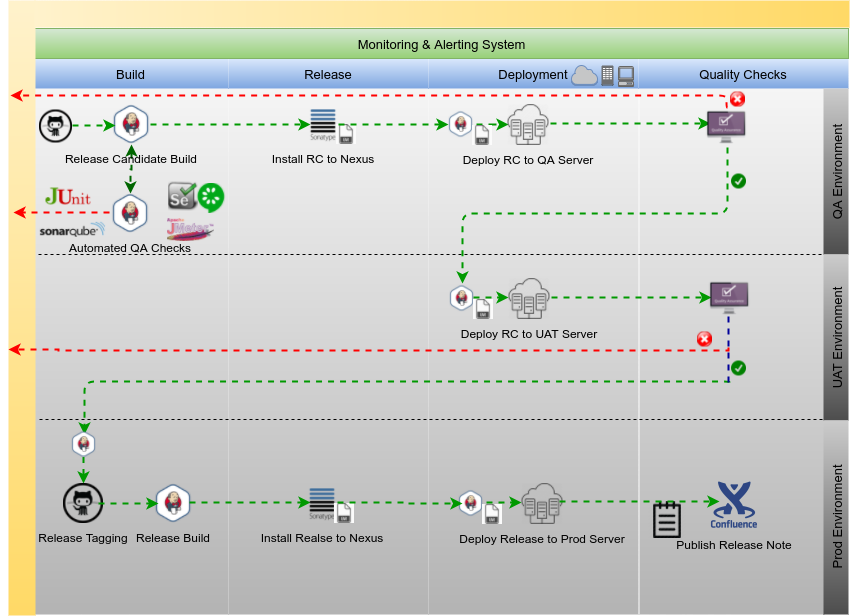 Monitoring & Alerting System
Build
Release
Deployment
Quality Checks
Release Candidate Build
Install RC to Nexus
Deploy RC to QA Server
QA Environment
JUnit
Se
sonarqube
JMeter
Automated QA Checks
Sonatype
Deploy RC to UAT Server
UAT Environment
Sonatype
Confluence
Release Tagging
Release Build
Install Realse to Nexus
Deploy Release to Prod Server
Publish Release Note
Prod Environment